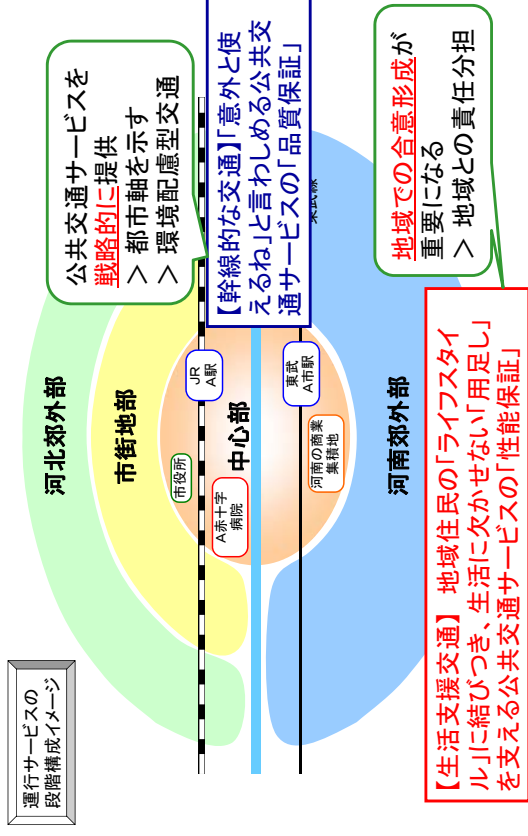 運行サービスの
段階構成イメージ
河北郊外部
市街地部
市役所
A赤十字
病院
JR
A駅
中心部
東武
A市駅
河南の商業
集積地
河南郊外部
公共交通サービスを
戦略的に提供
＞ 都市軸を示す
＞ 環境配慮型交通
【幹線的な交通】「意外と使
えるね」と言わしめる公共交
通サービスの「品質保証」
地域での合意形成が
重要になる
＞ 地域との責任分担
【生活支援交通】 地域住民の「ライフスタイ
ル」に結びつき、生活に欠かせない「用足し」
を支える公共交通サービスの「性能保証」